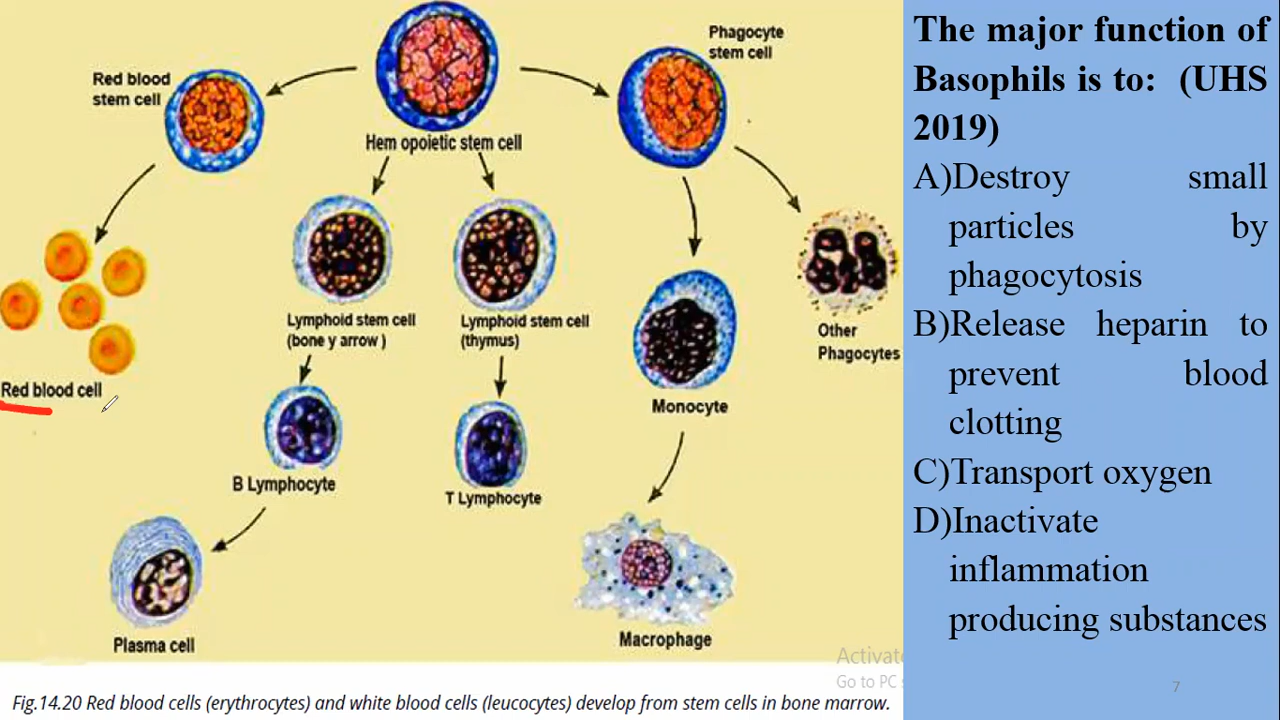 Red blood
stem cell
Hem opoietic stem cell
Phagocyte
stem cell
Lymphoid stem cell
(bone y arrow )
Lymphoid stem cell
(thymus)
Other
Phagocytes
Red blood cell
Monocyte
B Lymphocyte
T Lymphocyte
Plasma cell
Macrophage
Fig.14.20 Red blood cells (erythrocytes) and white blood cells (leucocytes) develop from stem cells in bone marrow.
The major function of
Basophils is to: (UHS
2019)
A)Destroy small
particles by
phagocytosis
B)Release heparin to
prevent blood
clotting
C)Transport oxygen
D)Inactivate
inflammation
producing substances
Activat
Go to PC s
7